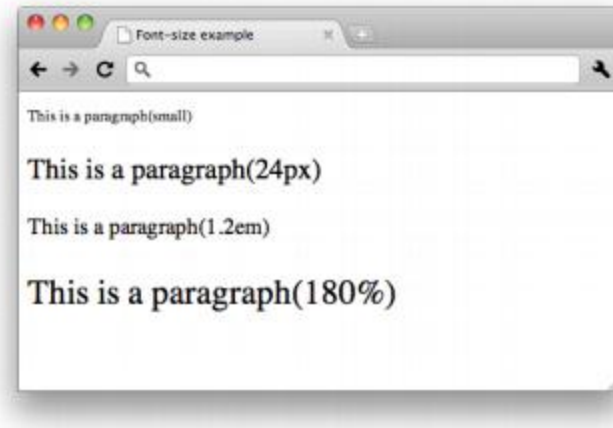 Font-size example
This is a paragraph(small)
This is a paragraph(24px)
This is a paragraph(1.2em)
This is a paragraph(180%)